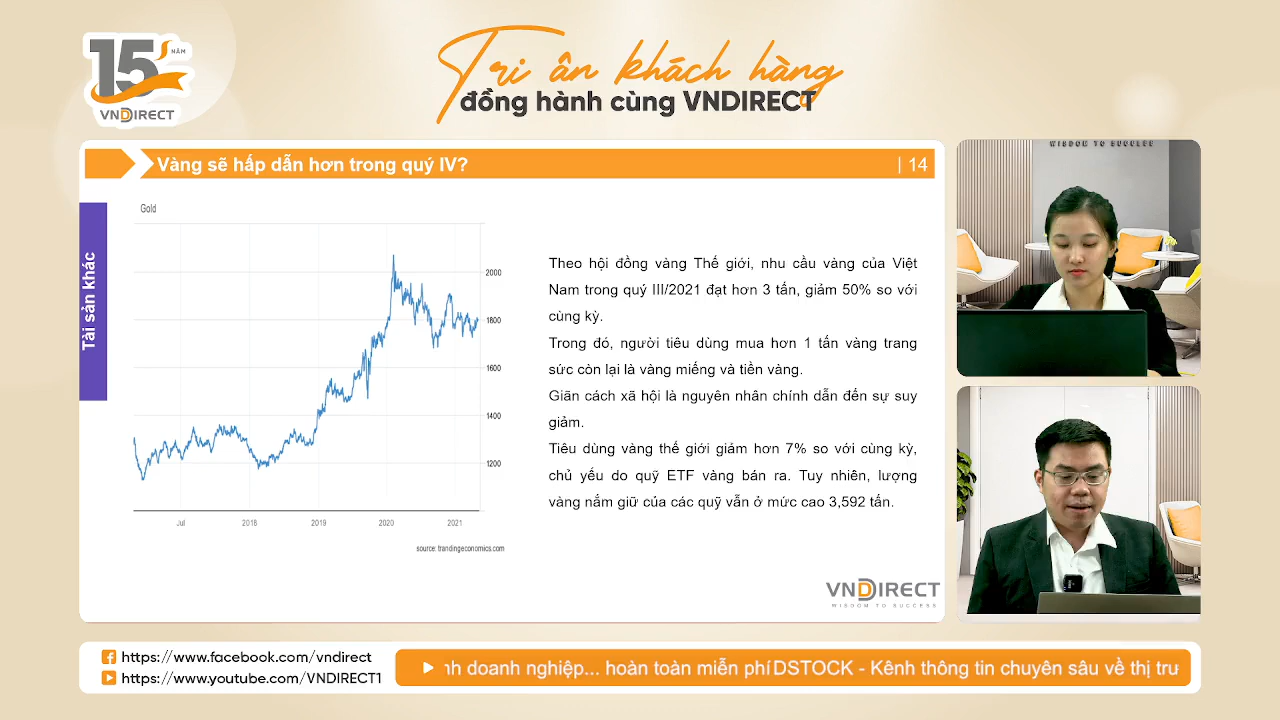 15 NĂM
VNDIRECT
Tri ân khách hàng
đồng hành cùng VNDIRECT
Vàng sẽ hấp dẫn hơn trong quý IV?
| 14
Tài sản khác
Gold
2000
1800
1600
1400
1200
Jul 2018 2019 2020 2021
source: trandingeconomics.com
Theo hội đồng vàng Thế giới, nhu cầu vàng của Việt
Nam trong quý III/2021 đạt hơn 3 tấn, giảm 50% so với
cùng kỳ.
Trong đó, người tiêu dùng mua hơn 1 tấn vàng trang
sức còn lại là vàng miếng và tiền vàng.
Giãn cách xã hội là nguyên nhân chính dẫn đến sự suy
giảm.
Tiêu dùng vàng thế giới giảm hơn 7% so với cùng kỳ,
chủ yếu do quỹ ETF vàng bán ra. Tuy nhiên, lượng
vàng nắm giữ của các quỹ vẫn ở mức cao 3,592 tấn.
VNDIRECT
WISDOM TO SUCCESS
WISDOM TO SUCCESS
https://www.facebook.com/vndirect
https://www.youtube.com/VNDIRECT1
nh doanh nghiệp... hoàn toàn miễn phí DSTOCK - Kênh thông tin chuyên sâu về thị trư